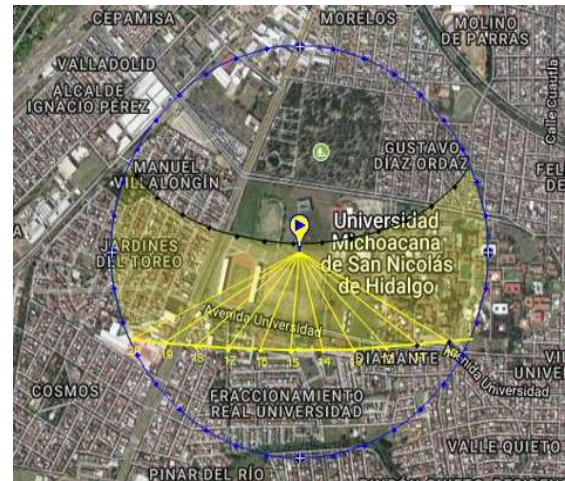 CEPAMISA
MORELOS
MOLINO
DE PARRAS
VALLADOLID
ALCALDE
IGNACIO PÉREZ
Calle Cuautla
GUSTAVO
DÍAZ ORDAZ
MANUEL
VILLALONGÍN
Universidad
Michoacana
de San Nicolás
de Hidalgo
JARDINES
DEL TOREO
Avenida Universidad
19
18
17
16
15
14
12
11
DIAMANTE
Avenida Universidad
COSMOS
FRACCIONAMIENTO
REAL UNIVERSIDAD
VALLE QUIETO
PINAR DEL RÍO